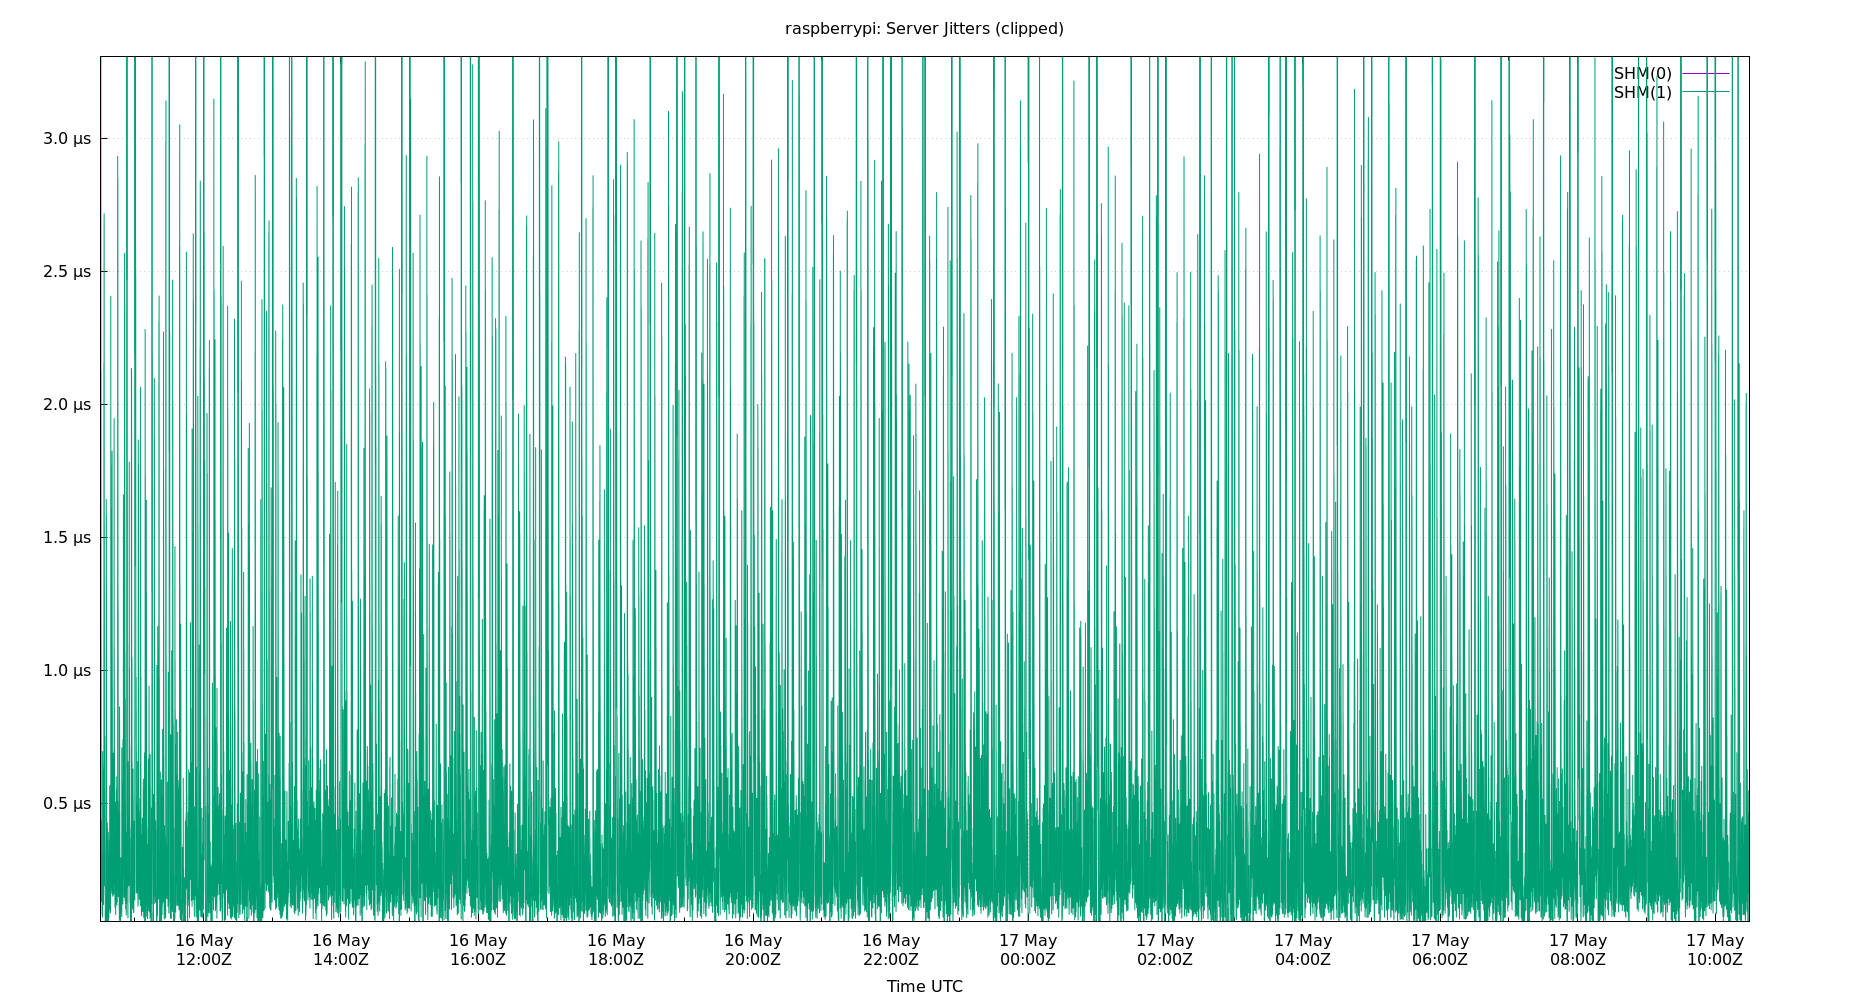 raspberrypi: Server Jitters (clipped)
SHM(0)
SHM(1)
3.0 µs
2.5 µs
2.0 µs
1.5 µs
1.0 µs
0.5 µs
16 May 16 May 16 May 16 May 16 May 16 May 17 May 17 May 17 May 17 May 17 May 17 May
12:00Z 14:00Z 16:00Z 18:00Z 20:00Z 22:00Z 00:00Z 02:00Z 04:00Z 06:00Z 08:00Z 10:00Z
Time UTC